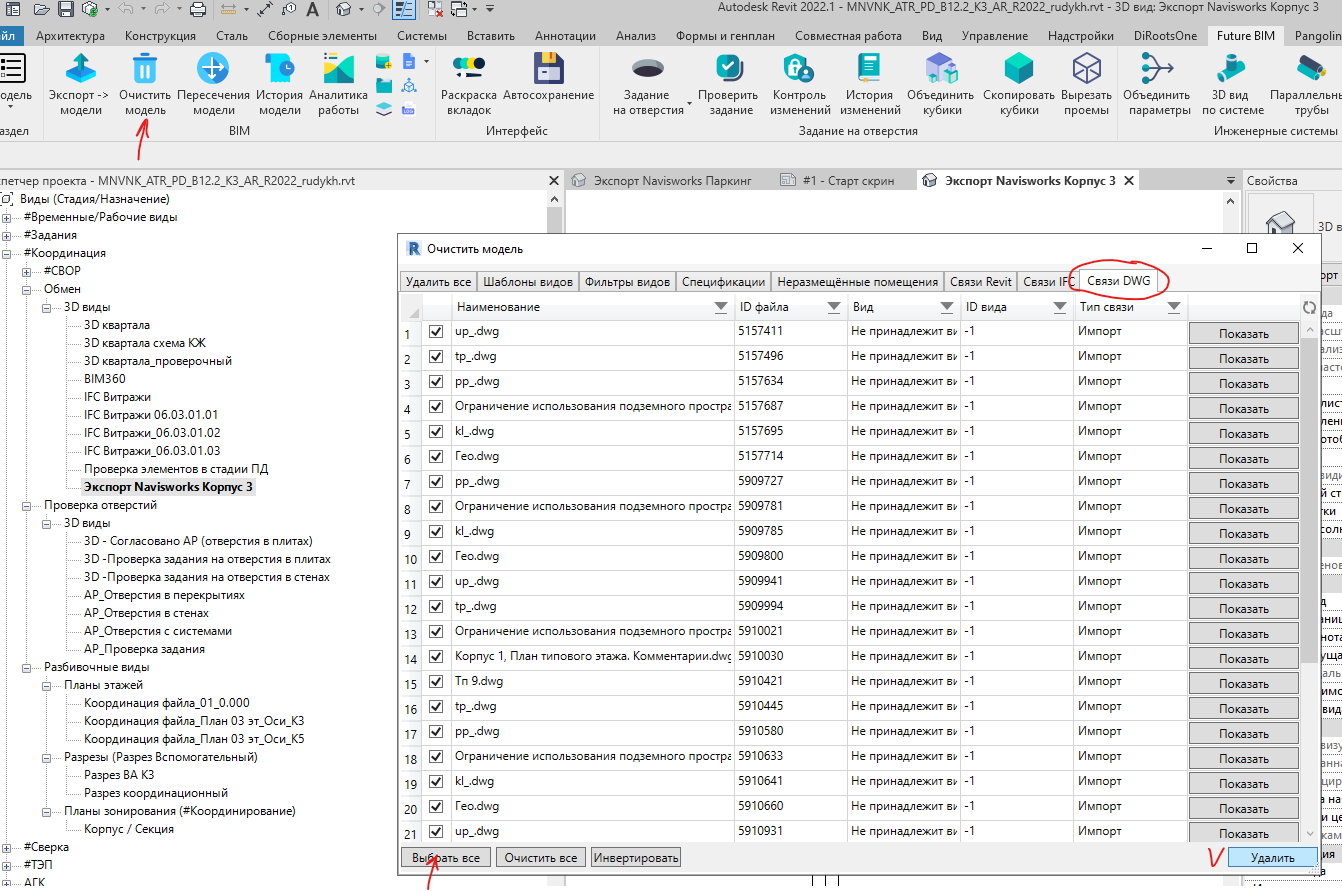 Autodesk Revit 2022.1 - MNVNK_ATR_PD_B12.2_K3_AR_R2022_rudykh.rvt - 3D вид: Экспорт Navisworks Корпус 3
Архитектура Конструкция Сталь Сборные элементы Системы Вставить Аннотации Анализ Формы и генплан Совместная работа Вид Управление Надстройки DiRootsOne Future BIM Pangolin
Экспорт -> модели
Очистить модель
Пересечения модели
История модели
Аналитика работы
Раскраска вкладок
Автосохранение
Задание на отверстия
Проверить задание
Контроль изменений
История изменений
Объединить кубики
Скопировать кубики
Вырезать проемы
Объединить параметры
3D вид по системе
Параллельные трубы
BIM
Интерфейс
Задание на отверстия
Инженерные системы
петчер проекта - MNVNK_ATR_PD_B12.2_K3_AR_R2022_rudykh.rvt
Экспорт Navisworks Паркинг
#1 - Старт скрин
Экспорт Navisworks Корпус 3
Свойства
Виды (Стадия/Назначение)
#Временные/Рабочие виды
#Задания
#Координация
#СВОР
Обмен
3D виды
3D квартала
3D квартала схема КЖ
3D квартала_проверочный
BIM360
IFC Витражи
IFC Витражи 06.03.01.01
IFC Витражи_06.03.01.02
IFC Витражи_06.03.01.03
Проверка элементов в стадии ПД
Экспорт Navisworks Корпус 3
Проверка отверстий
3D виды
3D - Согласовано АР (отверстия в плитах)
3D -Проверка задания на отверстия в плитах
3D -Проверка задания на отверстия в стенах
АР_Отверстия в перекрытиях
АР_Отверстия в стенах
АР_Отверстия с системами
АР_Проверка задания
Разбивочные виды
Планы этажей
Координация файла_01_0.000
Координация файла_План 03 эт_Оси_К3
Координация файла_План 03 эт_Оси_К5
Разрезы (Разрез Вспомогательный)
Разрез ВА К3
Разрез координационный
Планы зонирования (#Координирование)
Корпус / Секция
#Сверка
#ТЭП
АГК
Очистить модель
Удалить все Шаблоны видов Фильтры видов Спецификации Неразмещённые помещения Связи Revit Связи IFC Связи DWG
Наименование ID файла Вид ID вида Тип связи
1 up_.dwg 5157411 Не принадлежит ви -1 Импорт Показать
2 tp_.dwg 5157496 Не принадлежит ви -1 Импорт Показать
3 pp_.dwg 5157634 Не принадлежит ви -1 Импорт Показать
4 Ограничение использования подземного простра 5157687 Не принадлежит ви -1 Импорт Показать
5 kl_.dwg 5157695 Не принадлежит ви -1 Импорт Показать
6 Гео.dwg 5157714 Не принадлежит ви -1 Импорт Показать
7 pp_.dwg 5909727 Не принадлежит ви -1 Импорт Показать
8 Ограничение использования подземного простра 5909781 Не принадлежит ви -1 Импорт Показать
9 kl_.dwg 5909785 Не принадлежит ви -1 Импорт Показать
10 Гео.dwg 5909800 Не принадлежит ви -1 Импорт Показать
11 up_.dwg 5909941 Не принадлежит ви -1 Импорт Показать
12 tp_.dwg 5909994 Не принадлежит ви -1 Импорт Показать
13 Ограничение использования подземного простра 5910021 Не принадлежит ви -1 Импорт Показать
14 Корпус 1, План типового этажа. Комментарии.dwg 5910030 Не принадлежит ви -1 Импорт Показать
15 Тп 9.dwg 5910421 Не принадлежит ви -1 Импорт Показать
16 tp_.dwg 5910445 Не принадлежит ви -1 Импорт Показать
17 pp_.dwg 5910580 Не принадлежит ви -1 Импорт Показать
18 Ограничение использования подземного простра 5910633 Не принадлежит ви -1 Импорт Показать
19 kl_.dwg 5910641 Не принадлежит ви -1 Импорт Показать
20 Гео.dwg 5910660 Не принадлежит ви -1 Импорт Показать
21 up_.dwg 5910931 Не принадлежит ви -1 Импорт Показать
Выбрать все Очистить все Инвертировать Удалить